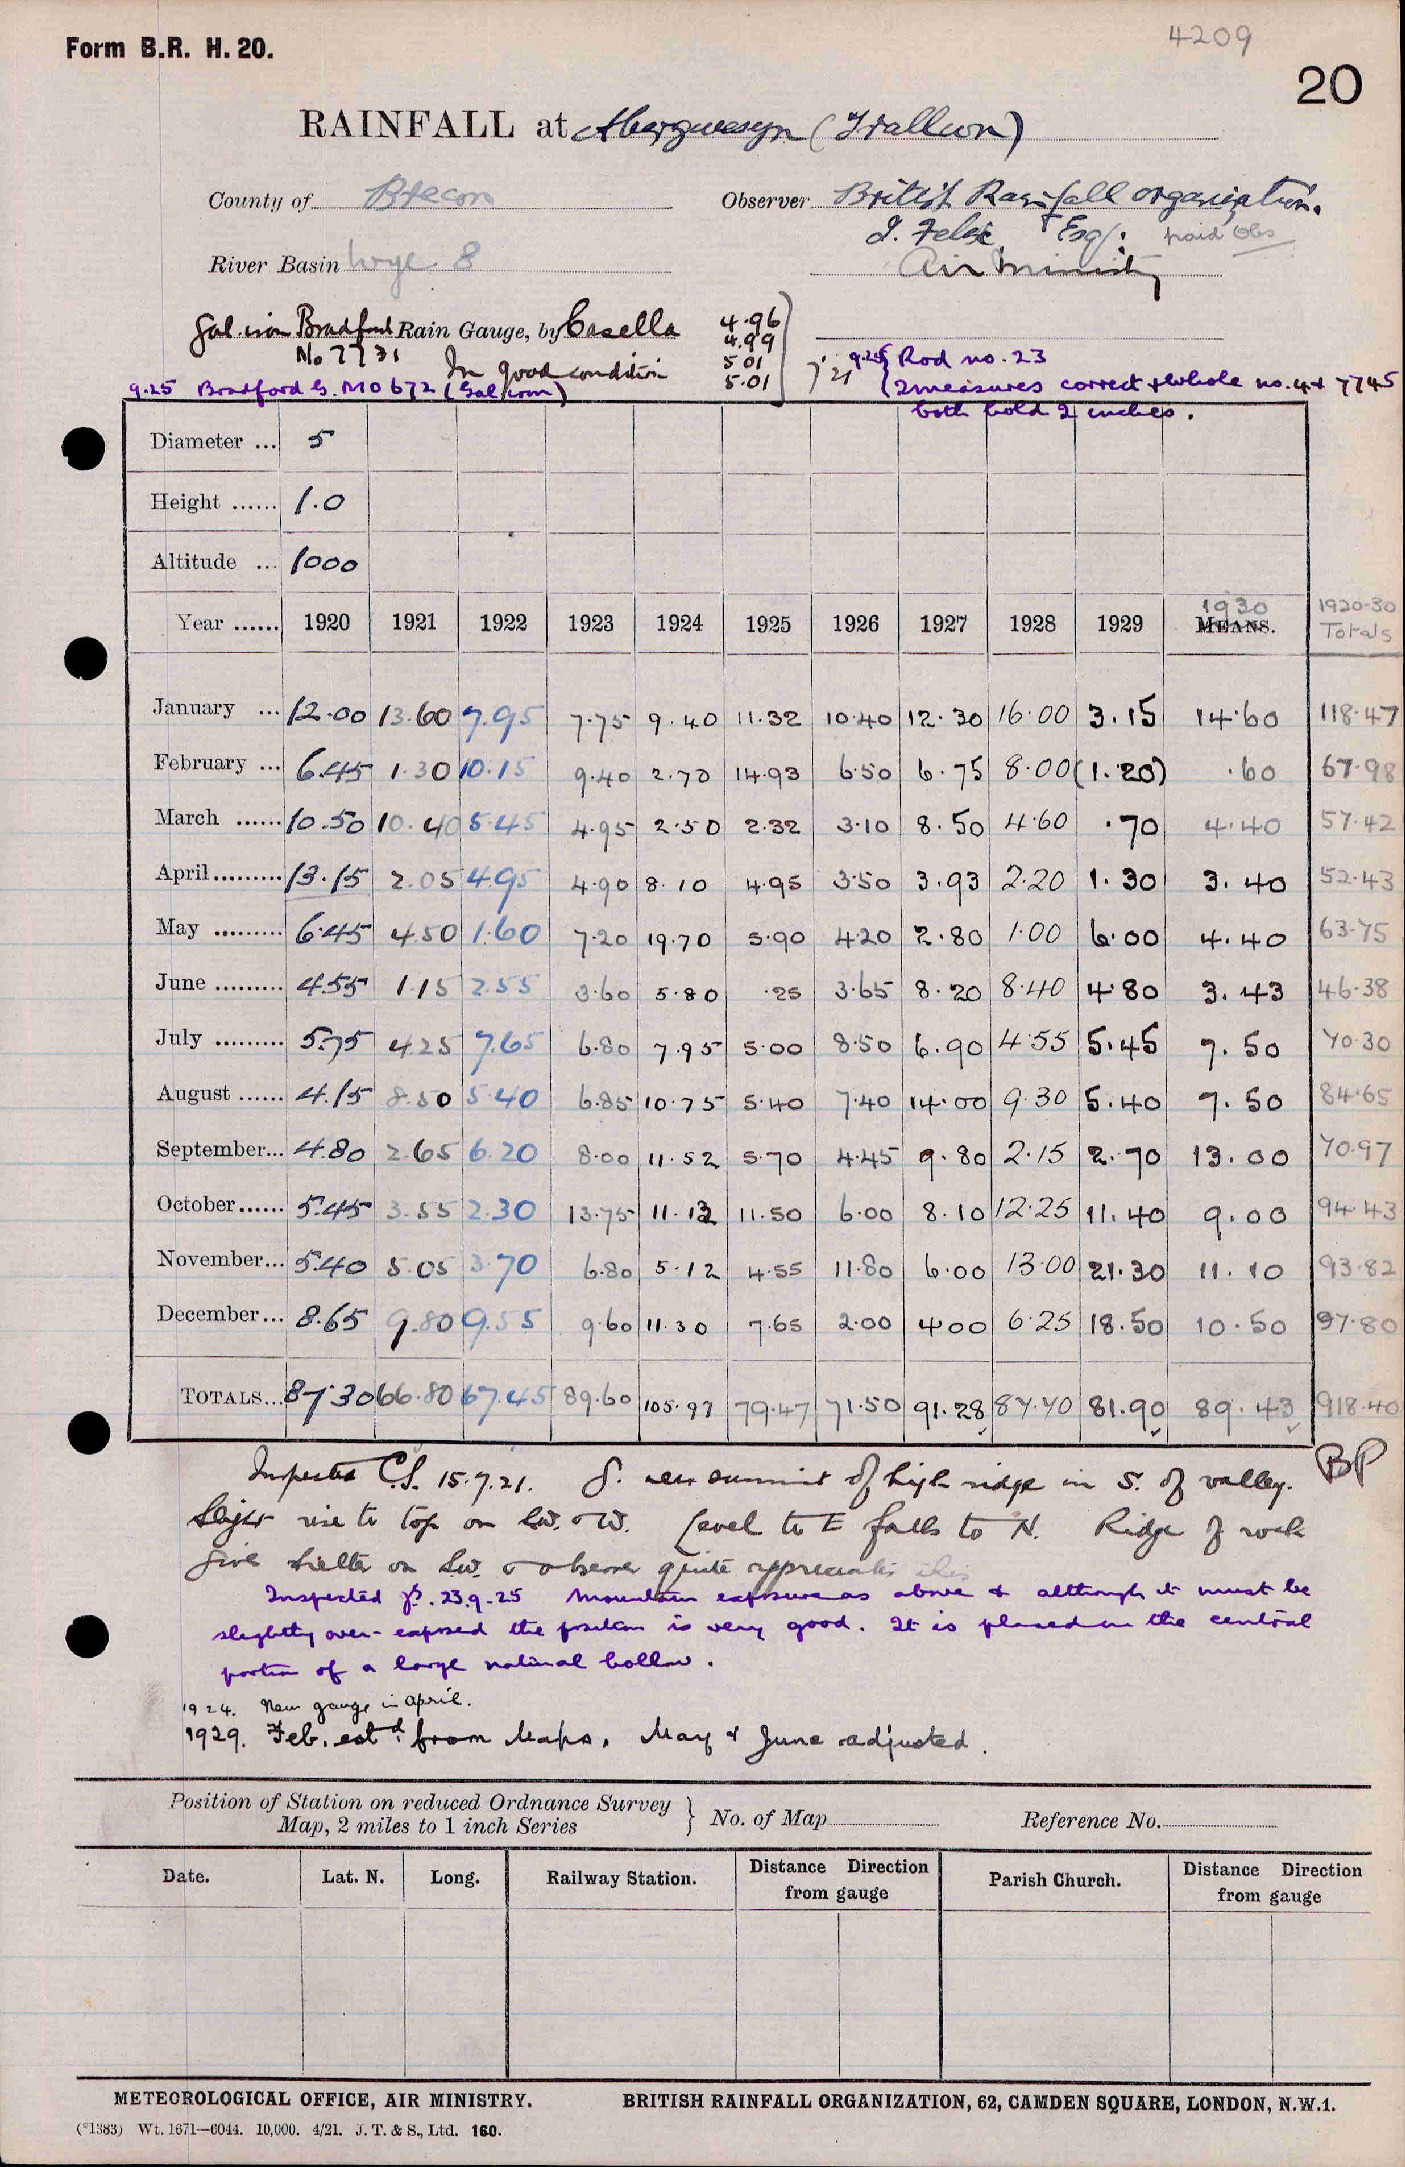 4209
Form B.R. H. 20.
20
RAINFALL at Abergwesyn (Trallwm)
County of Brecon Observer British Rainfall Organization.
J. Felix Esq: paid Obs
River Basin Wye 8 Air Ministry
Gal. iron Bradford Rain Gauge, by Casella 4.96
No 7731 4.99
In good condition 5.01
5.01 7'21
9.25 Rod no. 23
9.25 Bradford G. MO 672 (Gal iron) (2 measures correct + whole no. 4 + 7745
both hold 2 inches.
Diameter ... 5
Height ...... 1.0
Altitude ... 1000
Year ...... 1920 1921 1922 1923 1924 1925 1926 1927 1928 1929 1930 MEANS. 1920-30 Totals
January ... 12.00 13.60 7.95 7.75 9.40 11.32 10.40 12.30 16.00 3.15 14.60 118.47
February ... 6.45 1.30 10.15 9.40 2.70 14.93 6.50 6.75 8.00 (1.20) .60 67.98
March ...... 10.50 10.40 5.45 4.95 2.50 2.32 3.10 8.50 4.60 .70 4.40 57.42
April ......... 13.15 2.05 4.95 4.90 8.10 4.95 3.50 3.93 2.20 1.30 3.40 52.43
May ......... 6.45 4.50 1.60 7.20 19.70 5.90 4.20 2.80 1.00 6.00 4.40 63.75
June ......... 4.55 1.15 2.55 3.60 5.80 .25 3.65 8.20 8.40 4.80 3.43 46.38
July ......... 5.75 4.25 7.65 6.80 7.95 5.00 8.50 6.90 4.55 5.45 7.50 70.30
August ...... 4.15 8.50 5.40 6.85 10.75 5.40 7.40 14.00 9.30 5.40 7.50 84.65
September... 4.80 2.65 6.20 8.00 11.52 5.70 4.45 9.80 2.15 2.70 13.00 70.97
October...... 5.45 3.55 2.30 13.75 11.13 11.50 6.00 8.10 12.25 11.40 9.00 94.43
November... 5.40 5.05 3.70 6.80 5.12 4.55 11.80 6.00 13.00 21.30 11.10 93.82
December... 8.65 9.80 9.55 9.60 11.30 7.65 2.00 4.00 6.25 18.50 10.50 97.80
TOTALS... 87.30 66.80 67.45 89.60 105.97 79.47 71.50 91.28 87.70 81.90 89.43 918.40
BP
Inspected C.S. 15.7.21. G. near summit of high ridge in S. of valley.
Slight rise to top on SW. & W. Level to E falls to N. Ridge of rock
gives shelter on SW. & observer quite appreciates this
Inspected 23.9.25 Mountain exposure as above & although it must be
slightly over-exposed the position is very good. It is placed in the central
portion of a large natural hollow.
1924. New gauge in April.
1929. Feb. estd. from Maps. May & June adjusted.
Position of Station on reduced Ordnance Survey
Map, 2 miles to 1 inch Series } No. of Map Reference No.
Date. Lat. N. Long. Railway Station. Distance Direction from gauge Parish Church. Distance Direction from gauge
METEOROLOGICAL OFFICE, AIR MINISTRY. BRITISH RAINFALL ORGANIZATION, 62, CAMDEN SQUARE, LONDON, N.W.1.
(*1383) Wt. 1671—6044. 10,000. 4/21. J. T. & S., Ltd. 160.